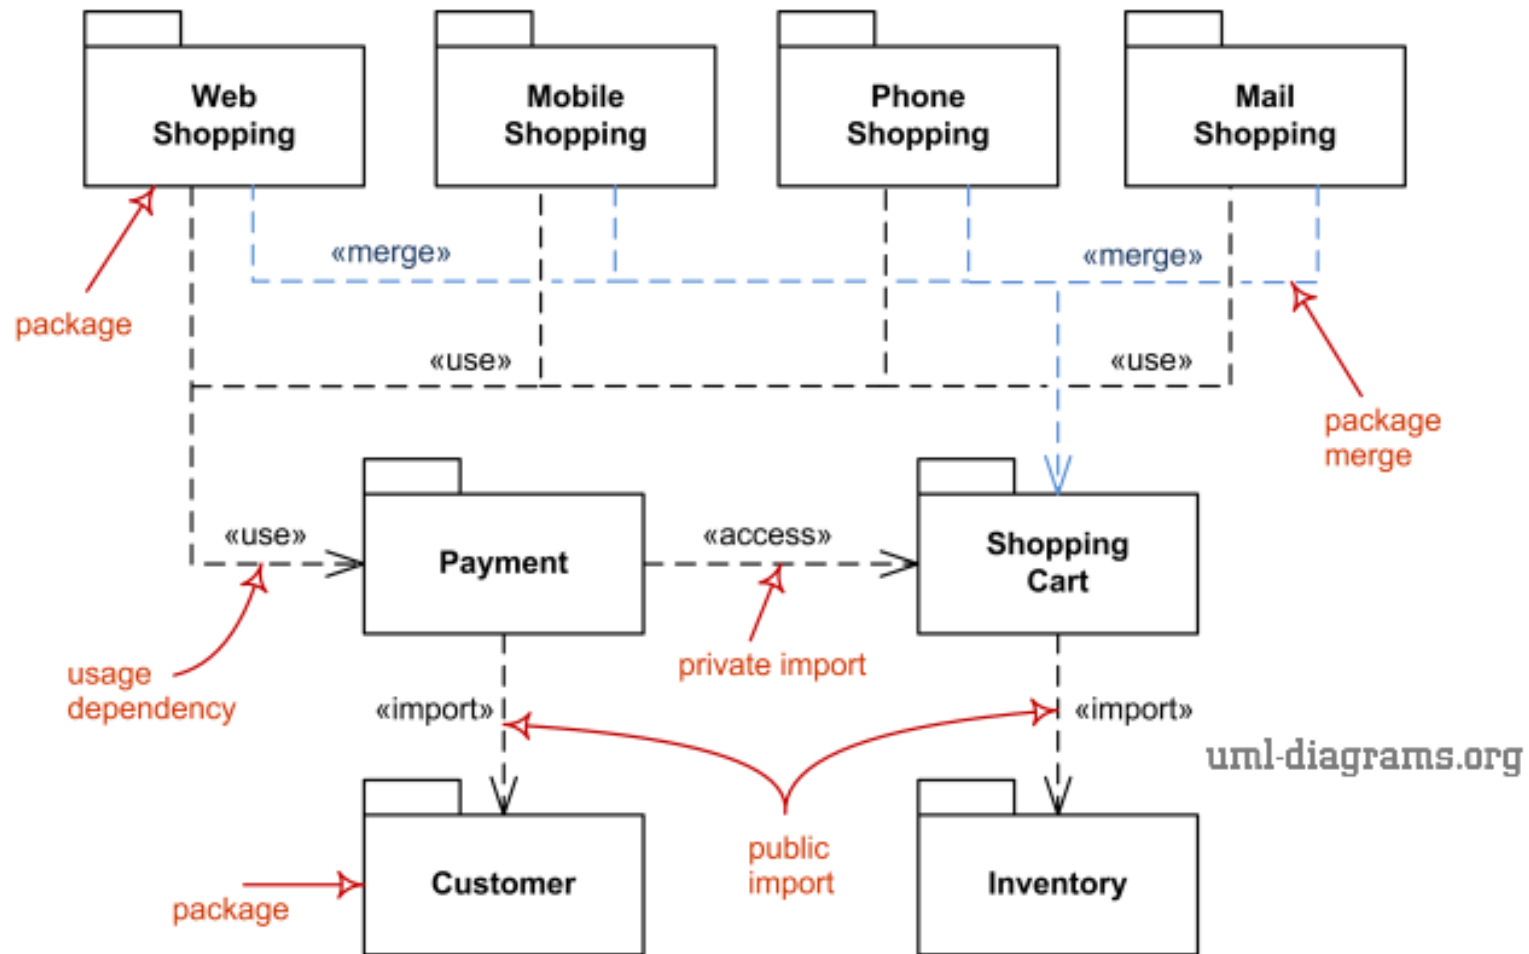 Web
Shopping
Mobile
Shopping
Phone
Shopping
Mail
Shopping
«merge»
«merge»
package
«use»
«use»
package
merge
«use»
Payment
«access»
Shopping
Cart
usage
dependency
private import
«import»
«import»
uml-diagrams.org
public
import
Customer
Inventory
package